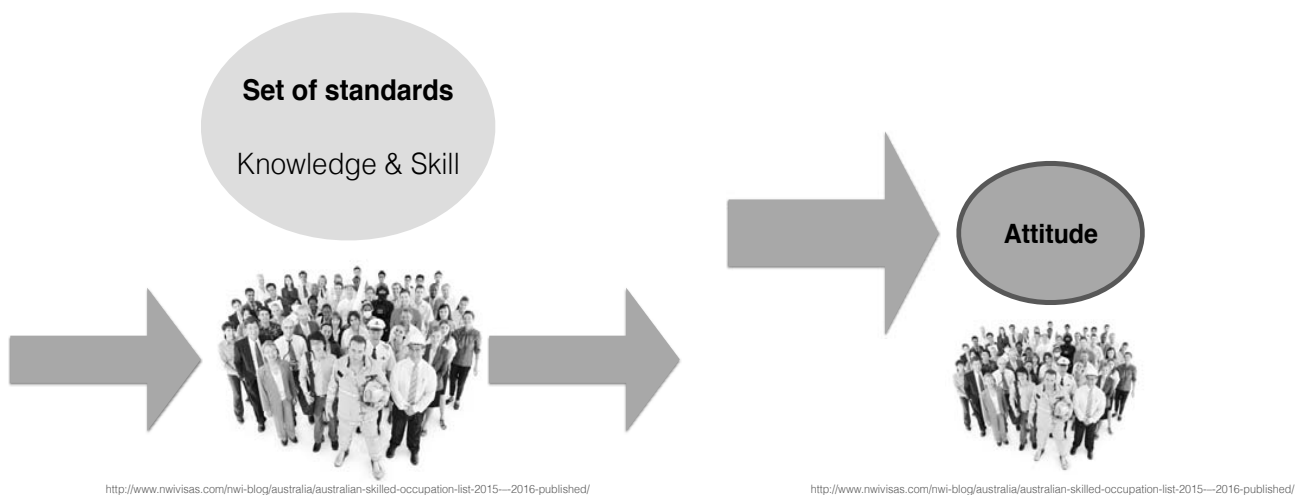 Set of standards
Knowledge & Skill
Attitude
http://www.nwivisas.com/nwi-blog/australia/australian-skilled-occupation-list-2015---2016-published/
http://www.nwivisas.com/nwi-blog/australia/australian-skilled-occupation-list-2015---2016-published/